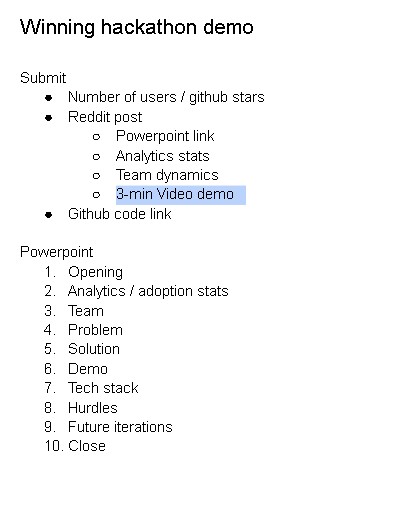 Winning hackathon demo
Submit
● Number of users / github stars
● Reddit post
○ Powerpoint link
○ Analytics stats
○ Team dynamics
○ 3-min Video demo
● Github code link
Powerpoint
1. Opening
2. Analytics / adoption stats
3. Team
4. Problem
5. Solution
6. Demo
7. Tech stack
8. Hurdles
9. Future iterations
10. Close